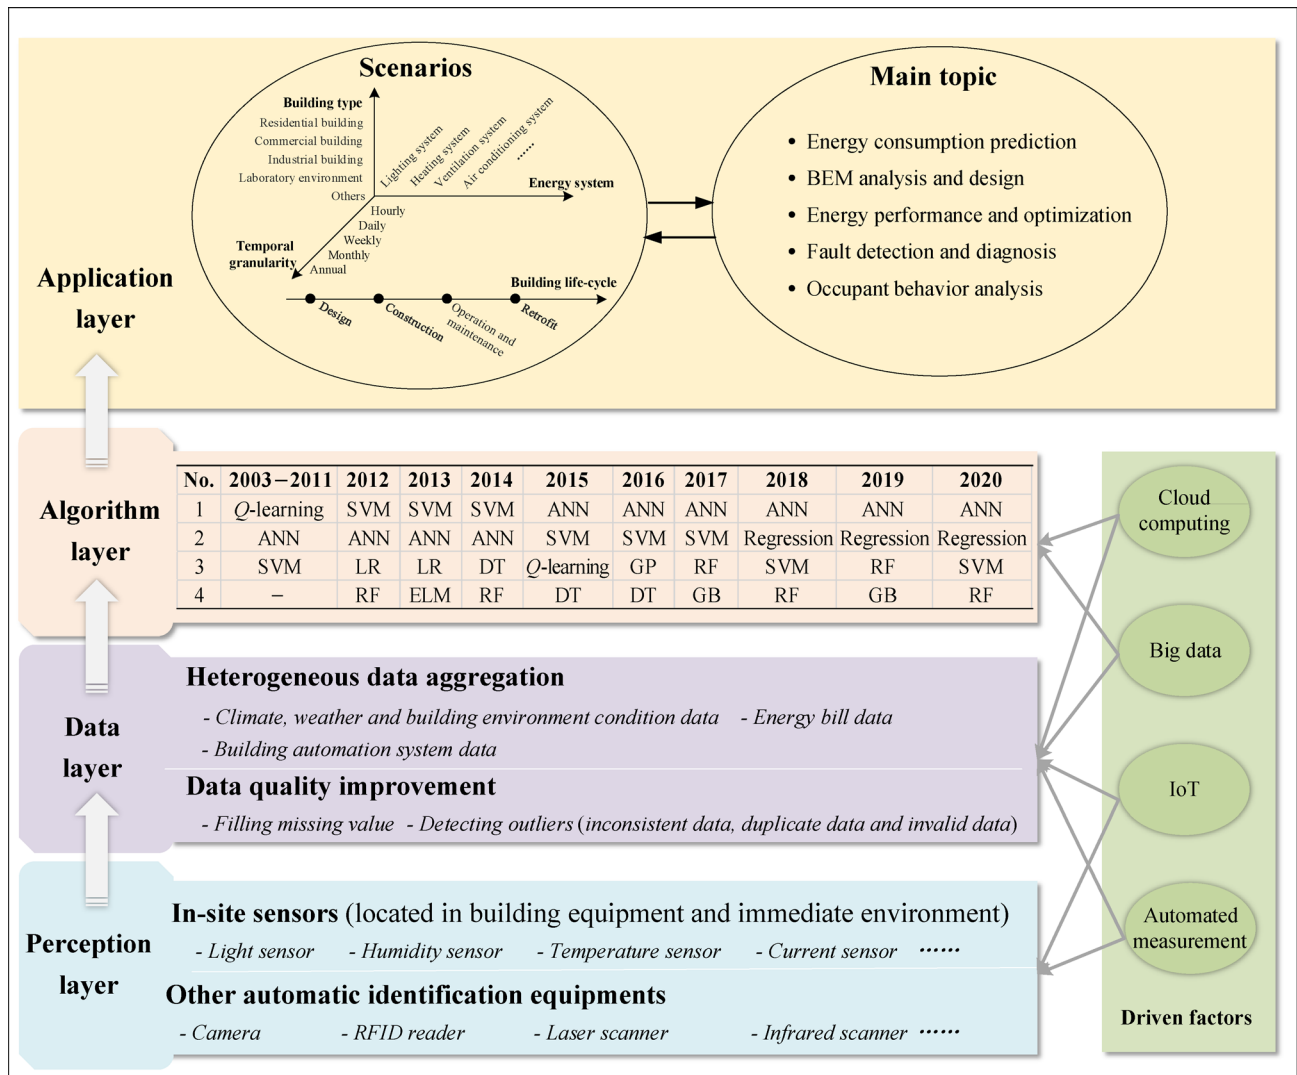 Scenarios
Building type
Residential building
Commercial building
Industrial building
Laboratory environment
Others
Lighting system
Heating system
Ventilation system
Air conditioning system
······
Energy system
Hourly
Daily
Weekly
Monthly
Annual
Temporal
granularity
Building life-cycle
Design
Construction
Operation and
maintenance
Retrofit
Main topic
• Energy consumption prediction
• BEM analysis and design
• Energy performance and optimization
• Fault detection and diagnosis
• Occupant behavior analysis
Application
layer
Algorithm
layer
No. 2003–2011 2012 2013 2014 2015 2016 2017 2018 2019 2020
1 Q-learning SVM SVM SVM ANN ANN ANN ANN ANN ANN
2 ANN ANN ANN ANN SVM SVM SVM Regression Regression Regression
3 SVM LR LR DT Q-learning GP RF SVM RF SVM
4 – RF ELM RF DT DT GB RF GB RF
Data
layer
Heterogeneous data aggregation
- Climate, weather and building environment condition data - Energy bill data
- Building automation system data
Data quality improvement
- Filling missing value - Detecting outliers (inconsistent data, duplicate data and invalid data)
Perception
layer
In-site sensors (located in building equipment and immediate environment)
- Light sensor - Humidity sensor - Temperature sensor - Current sensor ······
Other automatic identification equipments
- Camera - RFID reader - Laser scanner - Infrared scanner ······
Cloud
computing
Big data
IoT
Automated
measurement
Driven factors